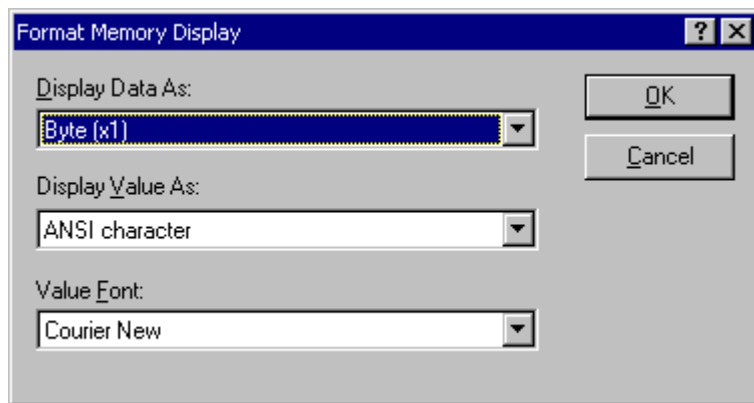 Format Memory Display
Display Data As:
OK
Byte (x1)
Cancel
Display Value As:
ANSI character
Value Font:
Courier New